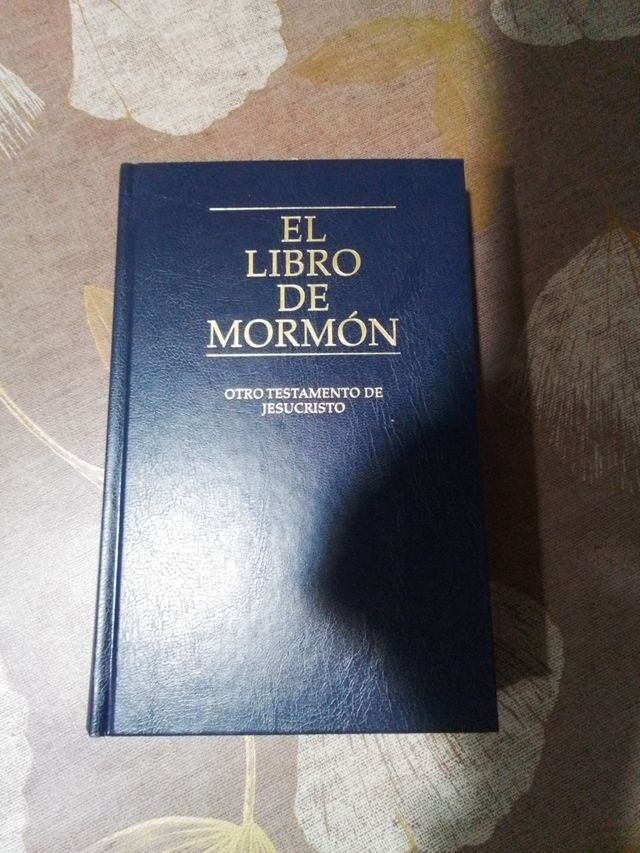 EL
LIBRO
DE
MORMÓN
OTRO TESTAMENTO DE
JESUCRISTO